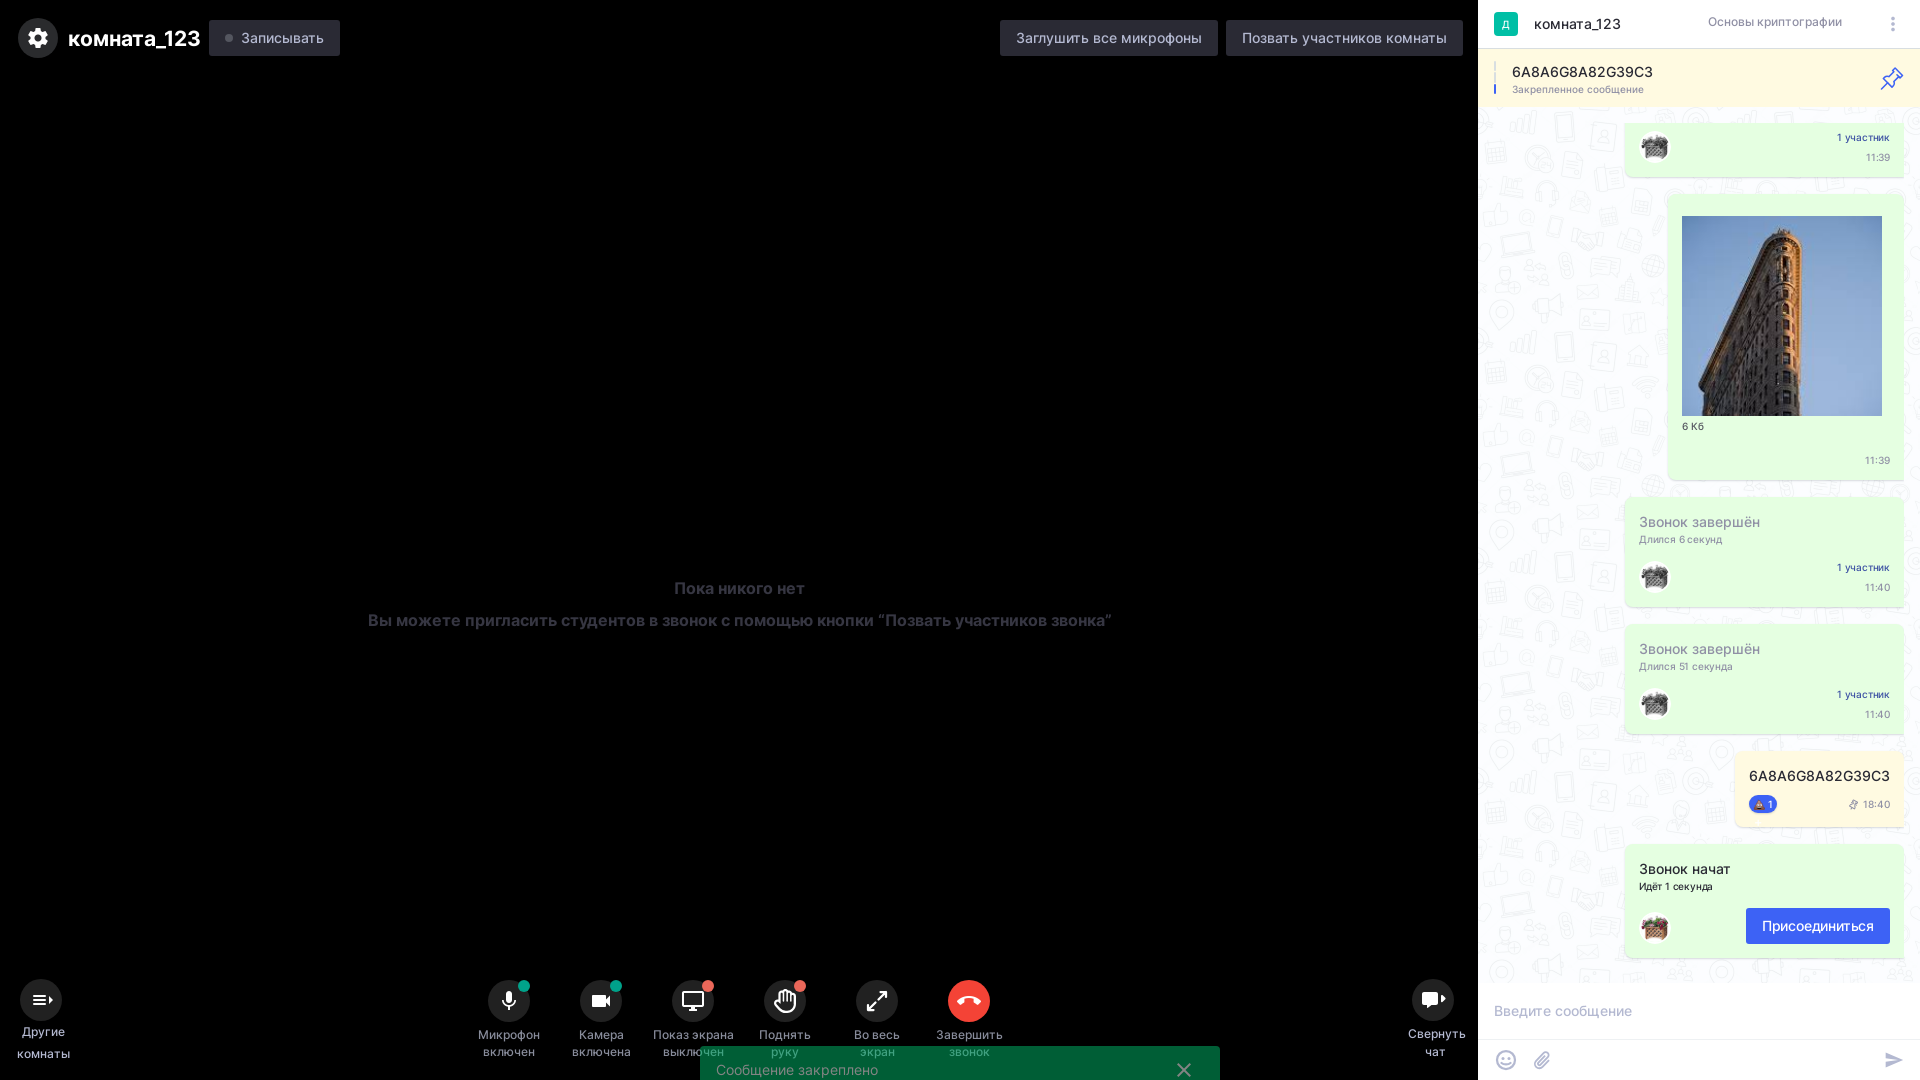 комната_123
Записывать
Заглушить все микрофоны
Позвать участников комнаты
Пока никого нет
Вы можете пригласить студентов в звонок с помощью кнопки “Позвать участников звонка”
Другие
комнаты
Микрофон
включен
Камера
включена
Показ экрана
выключен
Поднять
руку
Во весь
экран
Завершить
звонок
Свернуть
чат
Сообщение закреплено
Д
комната_123
Основы криптографии
6A8A6G8A82G39C3
Закрепленное сообщение
1 участник
11:39
6 Кб
11:39
Звонок завершён
Длился 6 секунд
1 участник
11:40
Звонок завершён
Длился 51 секунда
1 участник
11:40
6A8A6G8A82G39C3
1
18:40
Звонок начат
Идёт 1 секунда
Присоединиться
Введите сообщение